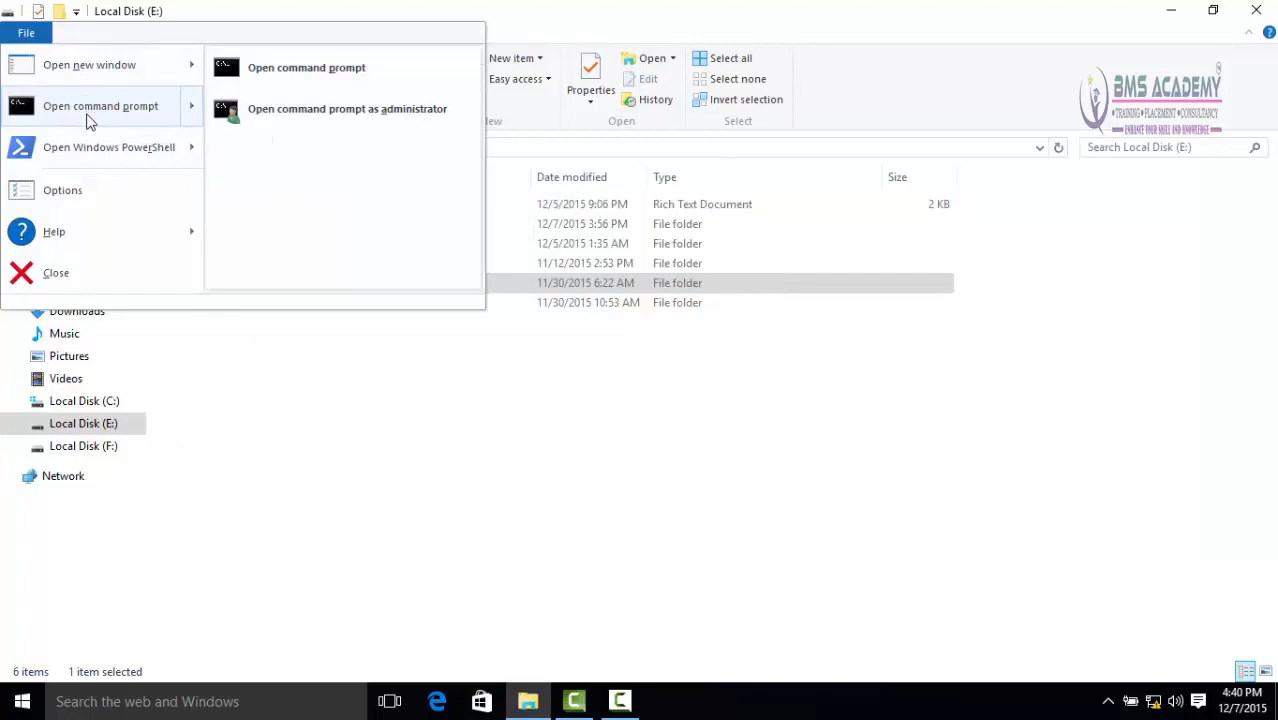 Local Disk (E:)
File
Open new window
Open command prompt
Open Windows PowerShell
Options
Help
Close
Open command prompt
Open command prompt as administrator
New item
Easy access
Properties
Open
Edit
History
Open
Select all
Select none
Invert selection
Select
BMS ACADEMY
TRAINING PLACEMENT CONSULTANCY
ENHANCE YOUR SKILL AND KNOWLEDGE
Search Local Disk (E:)
Date modified Type Size
12/5/2015 9:06 PM Rich Text Document 2 KB
12/7/2015 3:56 PM File folder
12/5/2015 1:35 AM File folder
11/12/2015 2:53 PM File folder
11/30/2015 6:22 AM File folder
11/30/2015 10:53 AM File folder
Downloads
Music
Pictures
Videos
Local Disk (C:)
Local Disk (E:)
Local Disk (F:)
Network
6 items 1 item selected
Search the web and Windows
4:40 PM
12/7/2015